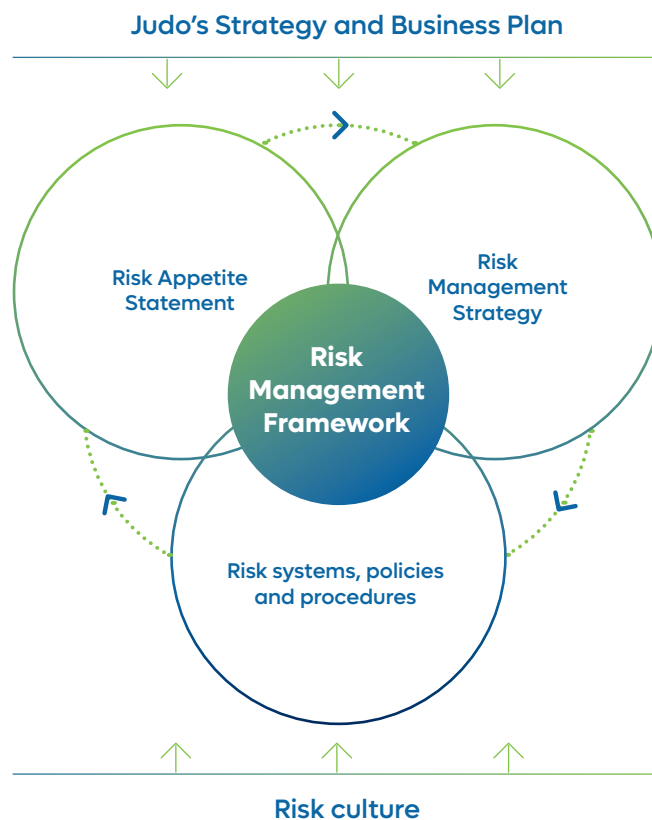 Judo’s Strategy and Business Plan
Risk Appetite
Statement
Risk
Management
Strategy
Risk
Management
Framework
Risk systems, policies
and procedures
Risk culture